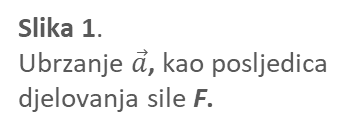 Slika 1.
Ubrzanje a⃗, kao posljedica
djelovanja sile F.